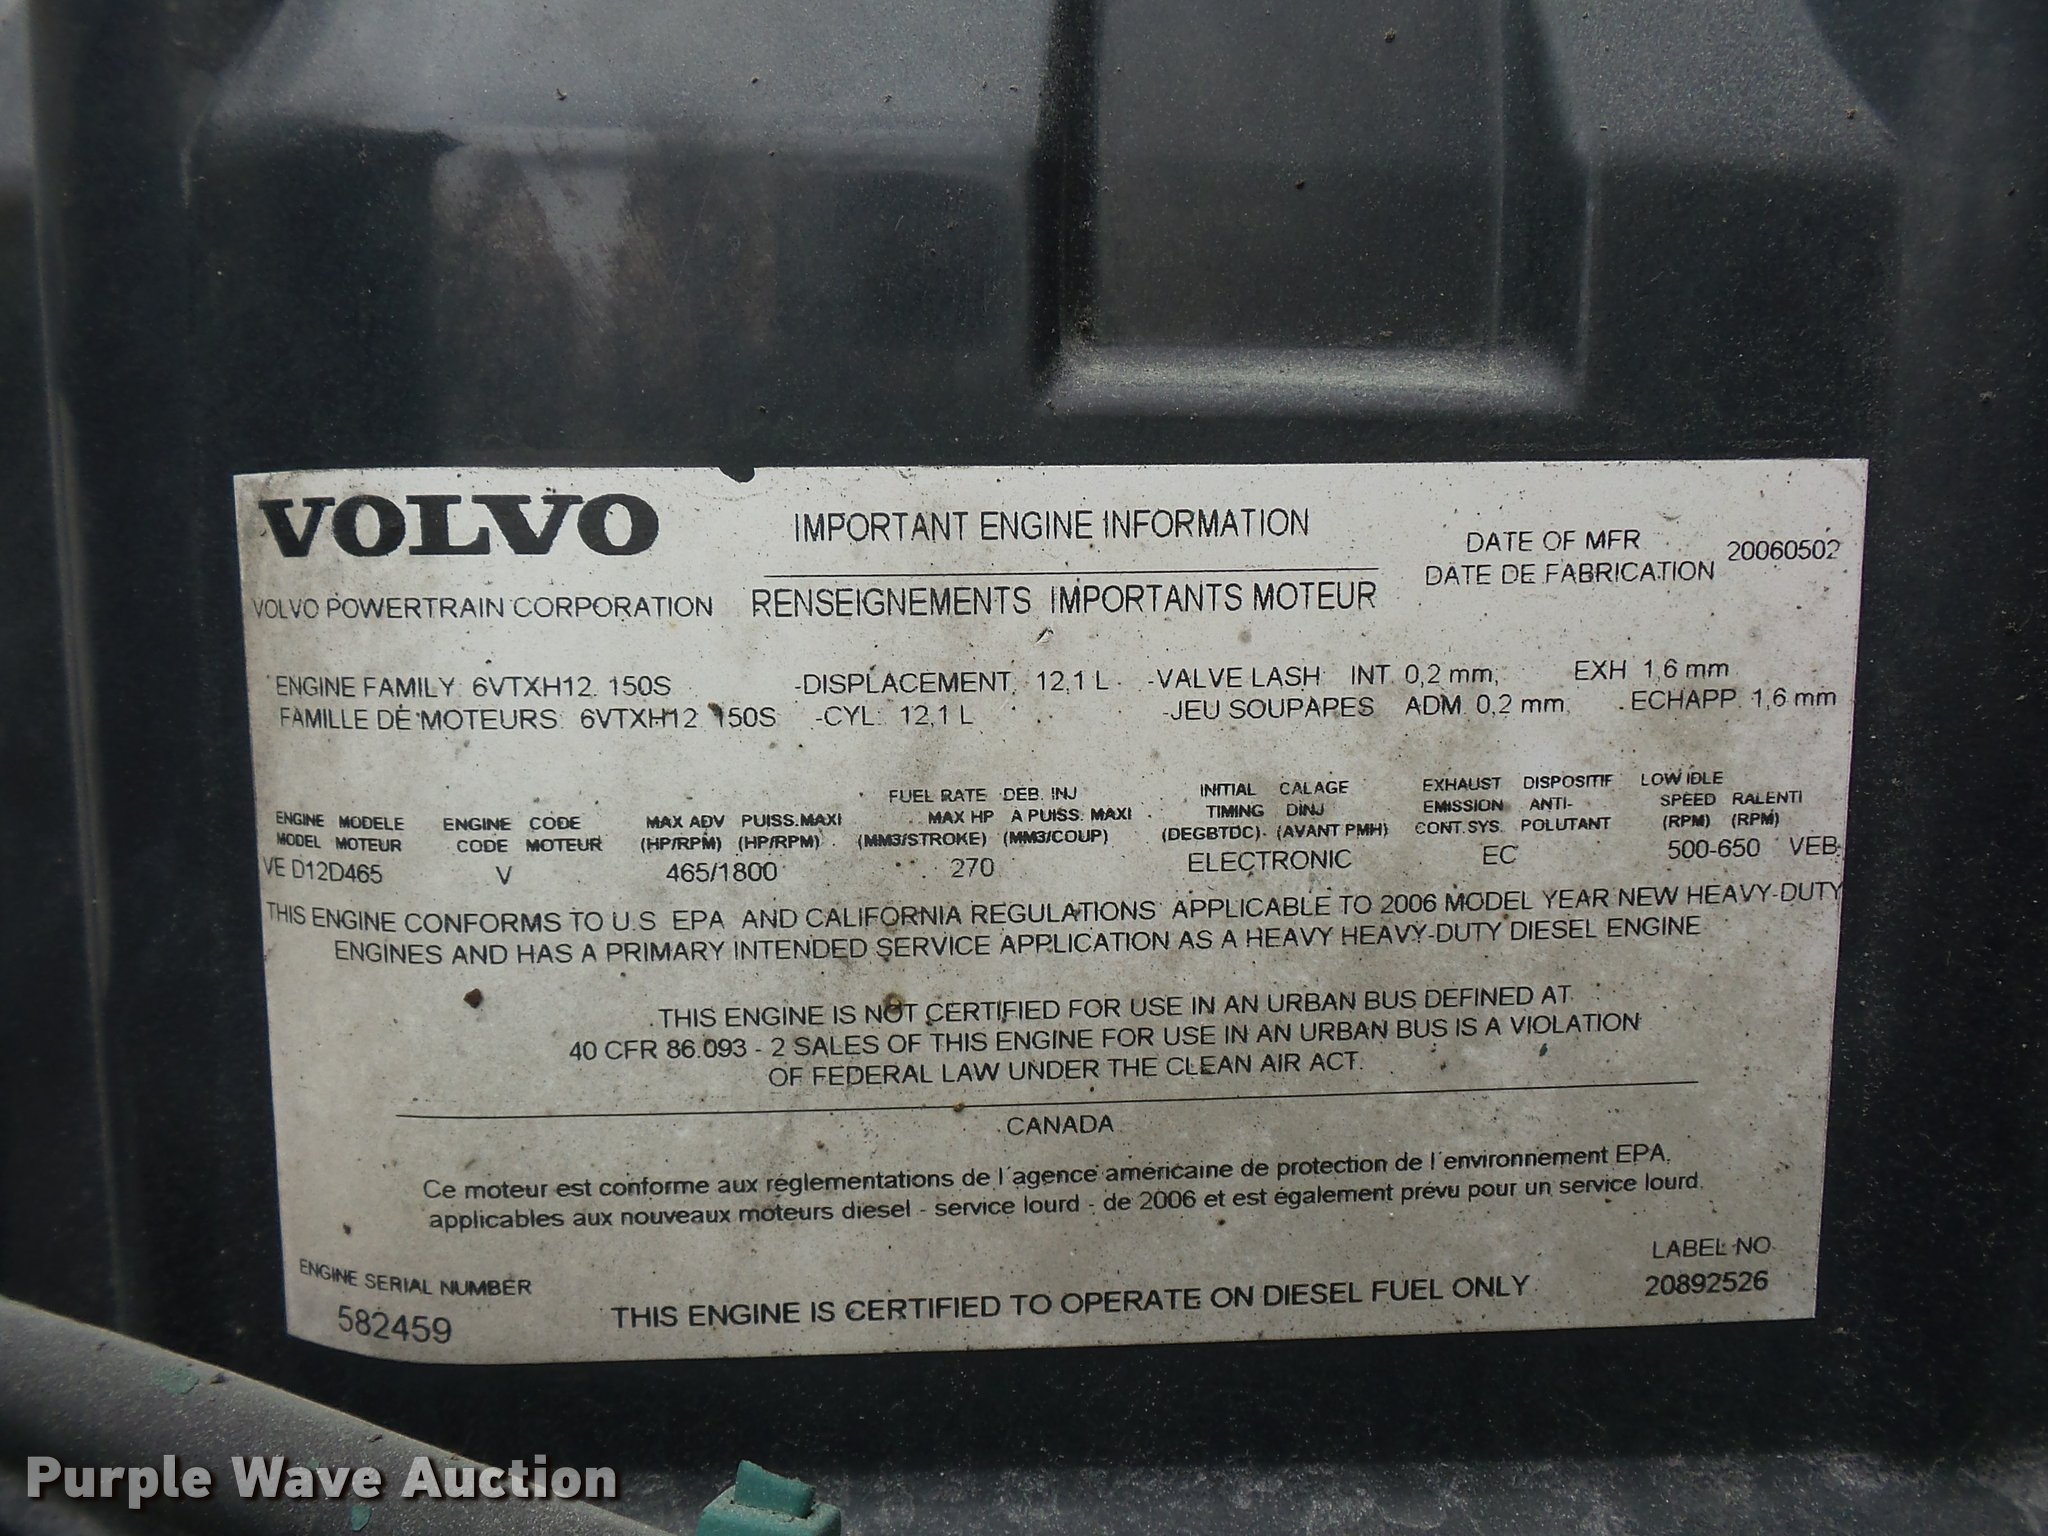 VOLVO
IMPORTANT ENGINE INFORMATION
DATE OF MFR
20060502
DATE DE FABRICATION
VOLVO POWERTRAIN CORPORATION
RENSEIGNEMENTS IMPORTANTS MOTEUR
ENGINE FAMILY: 6VTXH12. 150S -DISPLACEMENT, 12,1 L -VALVE LASH: INT. 0,2 mm, EXH 1,6 mm
FAMILLE DE MOTEURS: 6VTXH12 150S -CYL: 12,1 L -JEU SOUPAPES ADM. 0,2 mm, ECHAPP. 1,6 mm
ENGINE MODELE
MODEL MOTEUR
VE D12D465
ENGINE CODE
CODE MOTEUR
V
MAX ADV PUISS.MAXI
(HP/RPM) (HP/RPM)
465/1800
FUEL RATE DEB. INJ
MAX HP A PUISS. MAXI
(MM3/STROKE) (MM3/COUP)
270
INITIAL CALAGE
TIMING DINJ
(DEGBTDC) (AVANT PMH)
ELECTRONIC
EXHAUST DISPOSITIF
EMISSION ANTI-
CONT.SYS. POLUTANT
EC
LOW IDLE
SPEED RALENTI
(RPM) (RPM)
500-650 VEB
THIS ENGINE CONFORMS TO U.S EPA AND CALIFORNIA REGULATIONS APPLICABLE TO 2006 MODEL YEAR NEW HEAVY-DUTY
ENGINES AND HAS A PRIMARY INTENDED SERVICE APPLICATION AS A HEAVY HEAVY-DUTY DIESEL ENGINE
THIS ENGINE IS NOT CERTIFIED FOR USE IN AN URBAN BUS DEFINED AT
40 CFR 86.093 - 2 SALES OF THIS ENGINE FOR USE IN AN URBAN BUS IS A VIOLATION
OF FEDERAL LAW UNDER THE CLEAN AIR ACT.
CANADA
Ce moteur est conforme aux réglementations de l´agence américaine de protection de l´environnement EPA,
applicables aux nouveaux moteurs diesel - service lourd - de 2006 et est également prévu pour un service lourd.
ENGINE SERIAL NUMBER
582459
THIS ENGINE IS CERTIFIED TO OPERATE ON DIESEL FUEL ONLY
LABEL NO.
20892526
Purple Wave Auction